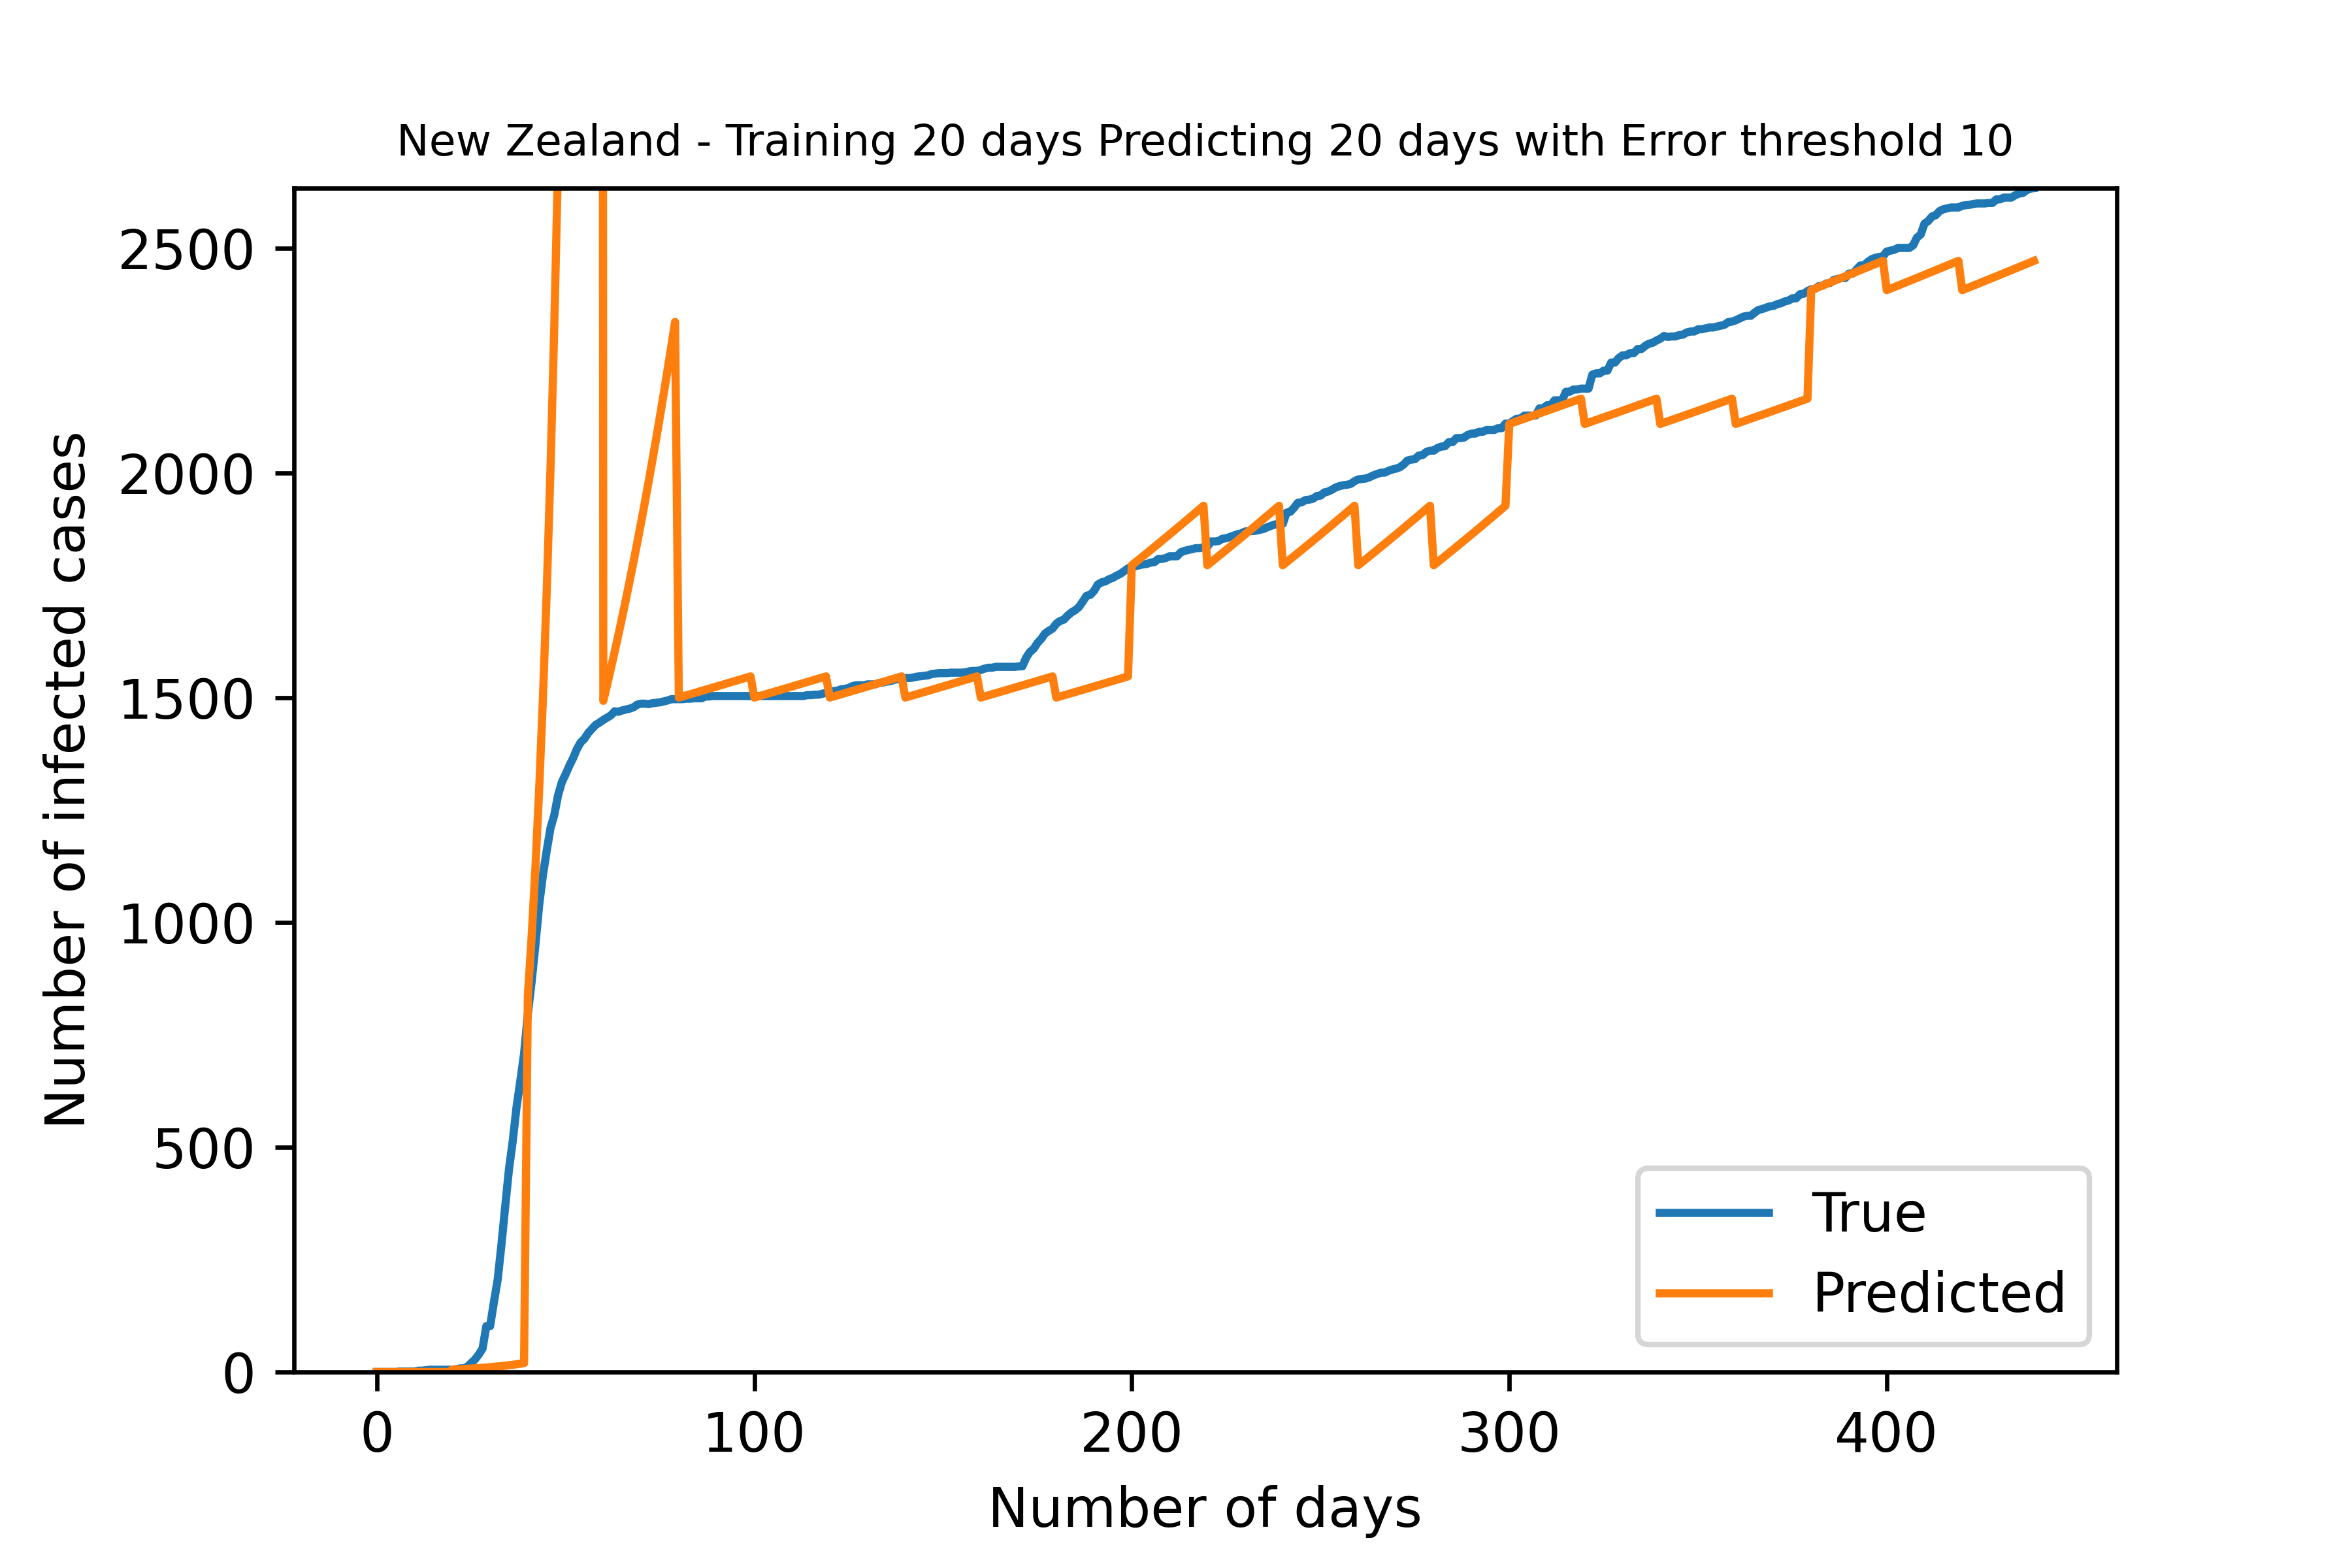 New Zealand - Training 20 days Predicting 20 days with Error threshold 10
Number of infected cases
2500
2000
1500
1000
500
0
0 100 200 300 400
Number of days
True
Predicted